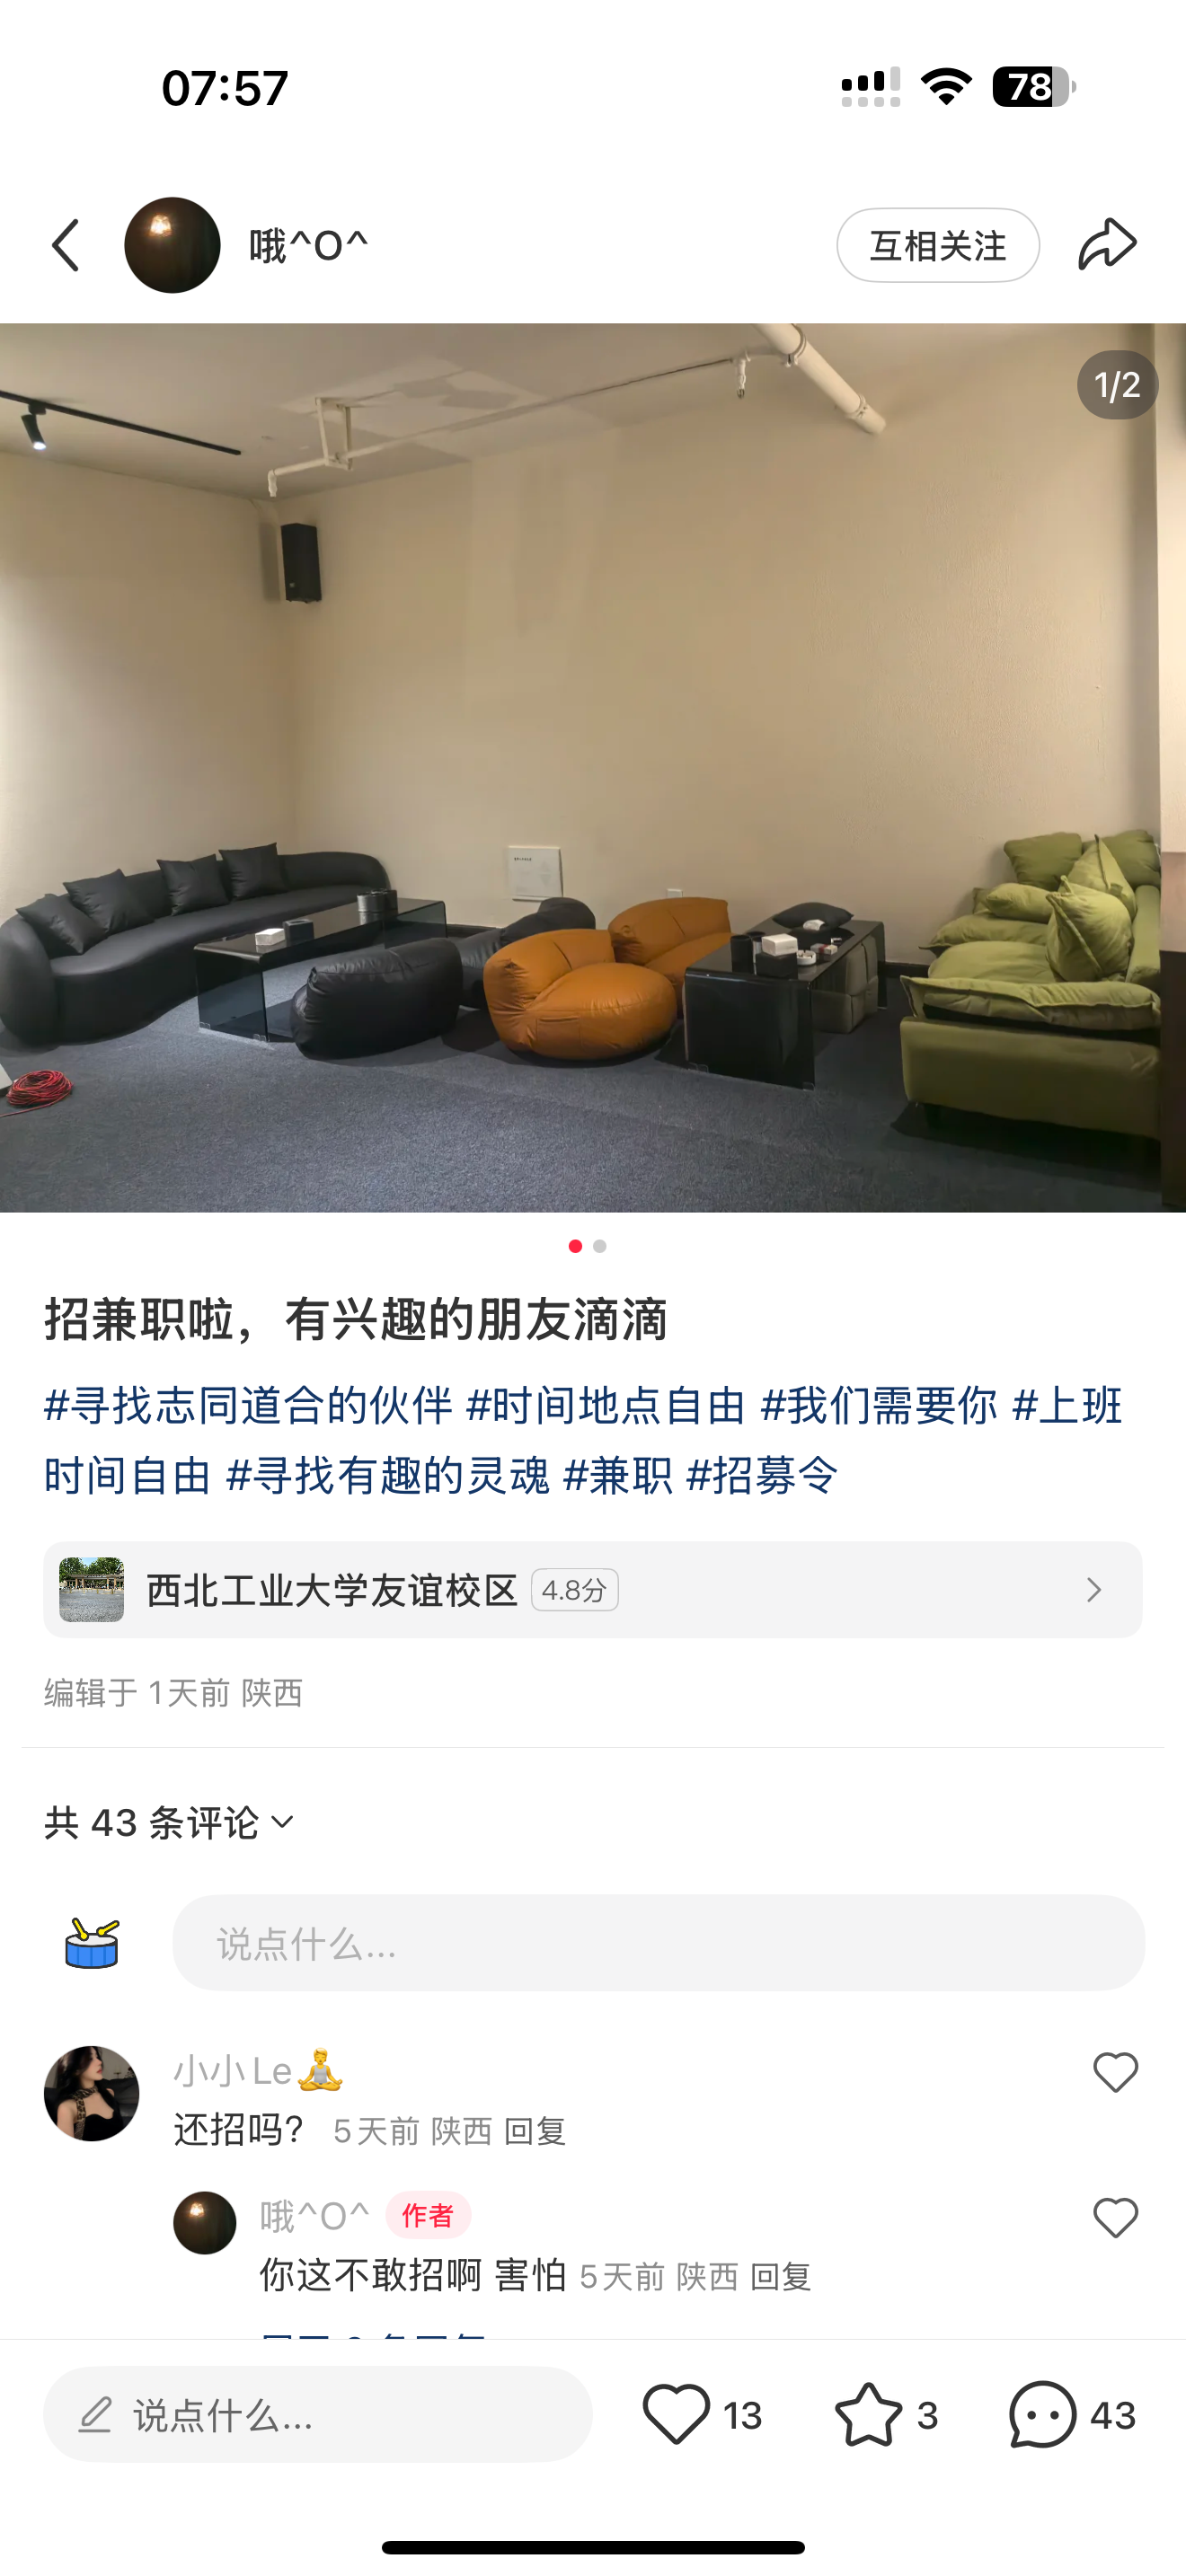 07:57
78
哦^O^
互相关注
1/2
招兼职啦，有兴趣的朋友滴滴
#寻找志同道合的伙伴 #时间地点自由 #我们需要你 #上班
时间自由 #寻找有趣的灵魂 #兼职 #招募令
西北工业大学友谊校区 4.8分
编辑于 1天前 陕西
共 43 条评论
说点什么...
小小Le🧘
还招吗? 5天前 陕西 回复
哦^O^ 作者
你这不敢招啊 害怕 5天前 陕西 回复
说点什么...
13
3
43